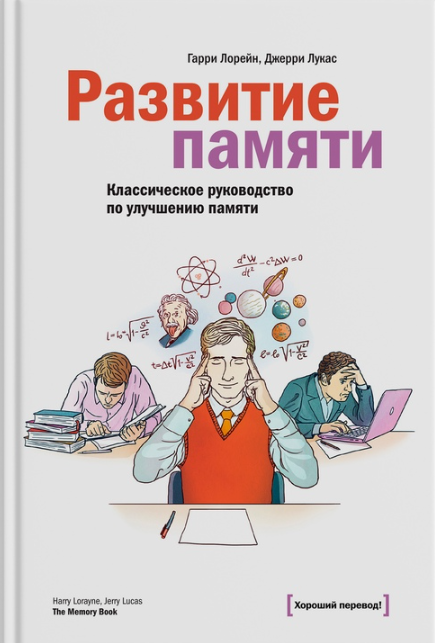 Гарри Лорейн, Джерри Лукас
Развитие
памяти
Классическое руководство
по улучшению памяти
Harry Lorayne, Jerry Lucas
The Memory Book
[Хороший перевод!]